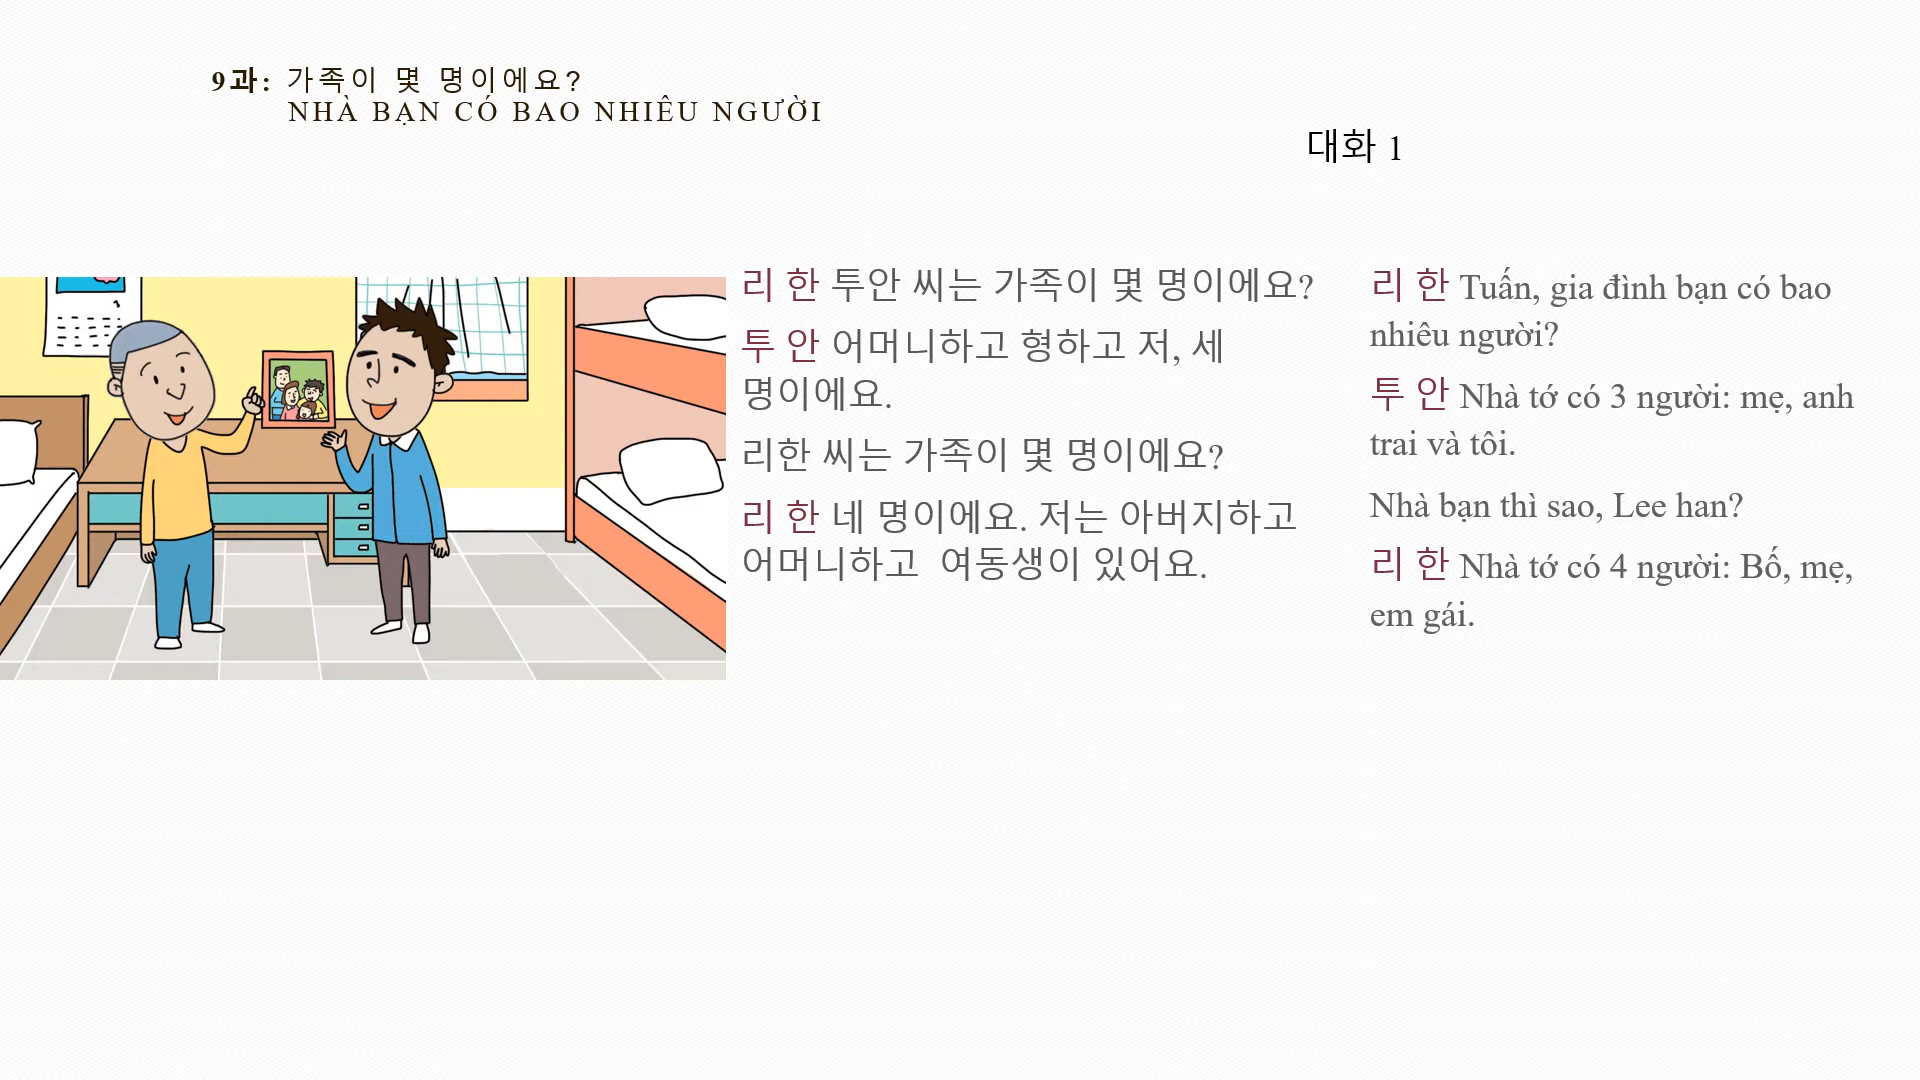 9과: 가족이 몇 명이에요?
NHÀ BẠN CÓ BAO NHIÊU NGƯỜI
대화 1
리 한 투안 씨는 가족이 몇 명이에요?
투 안 어머니하고 형하고 저, 세
명이에요.
리한 씨는 가족이 몇 명이에요?
리 한 네 명이에요. 저는 아버지하고
어머니하고 여동생이 있어요.
리 한 Tuấn, gia đình bạn có bao
nhiêu người?
투 안 Nhà tớ có 3 người: mẹ, anh
trai và tôi.
Nhà bạn thì sao, Lee han?
리 한 Nhà tớ có 4 người: Bố, mẹ,
em gái.